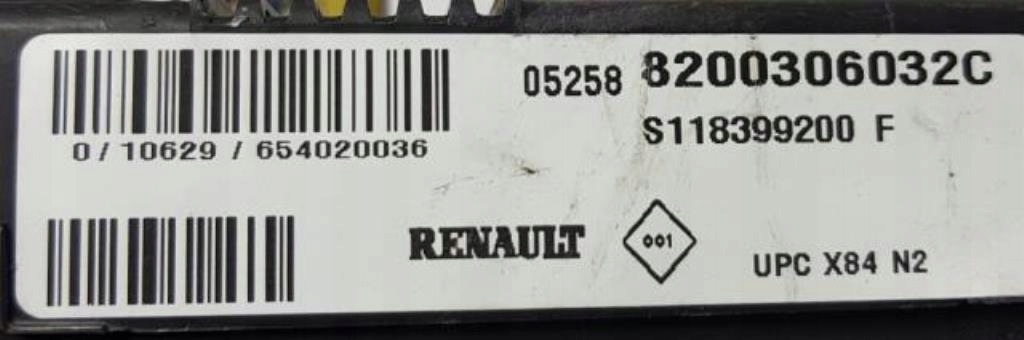 05258 8200306032C
S118399200 F
0/10629/654020036
RENAULT 001
UPC X84 N2